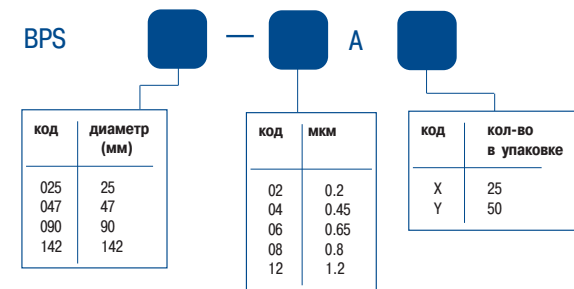 BPS — A
код диаметр (мм)
025 25
047 47
090 90
142 142
код мкм
02 0.2
04 0.45
06 0.65
08 0.8
12 1.2
код кол-во в упаковке
X 25
Y 50